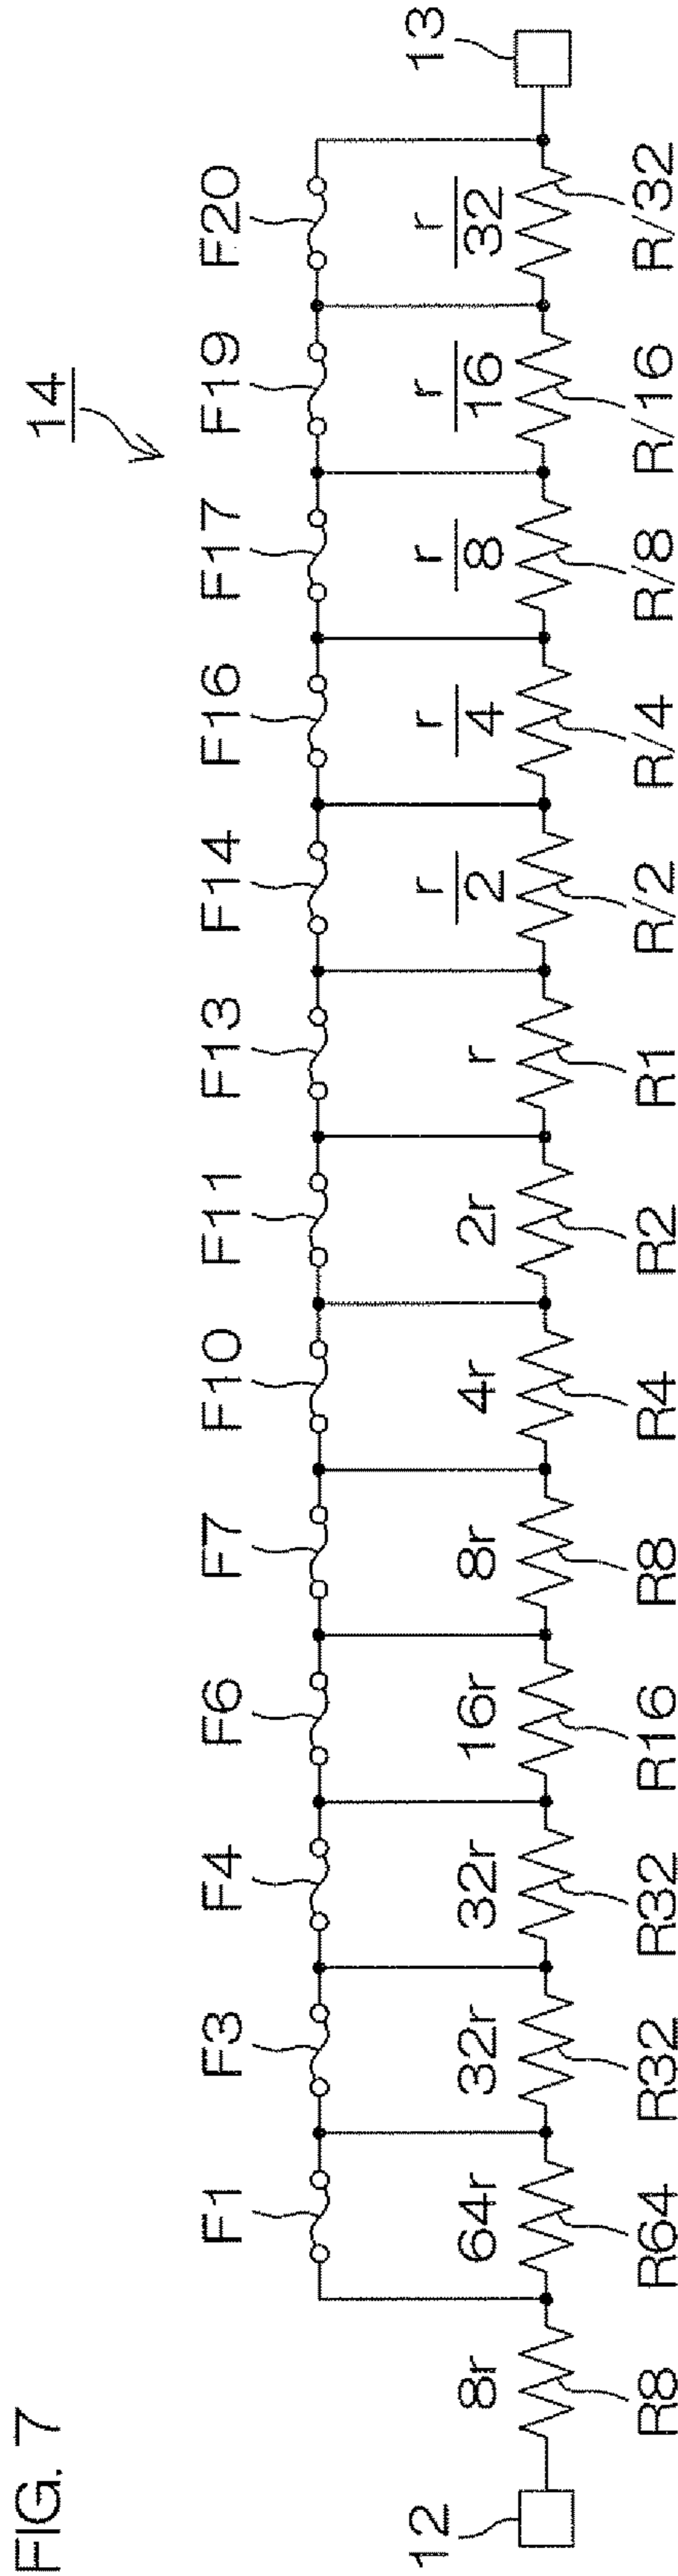 FIG. 7
14
F1 F3 F4 F6 F7 F10 F11 F13 F14 F16 F17 F19 F20
12 8r 64r 32r 32r 16r 8r 4r 2r r r/2 r/4 r/8 r/16 r/32 13
R8 R64 R32 R32 R16 R8 R4 R2 R1 R/2 R/4 R/8 R/16 R/32